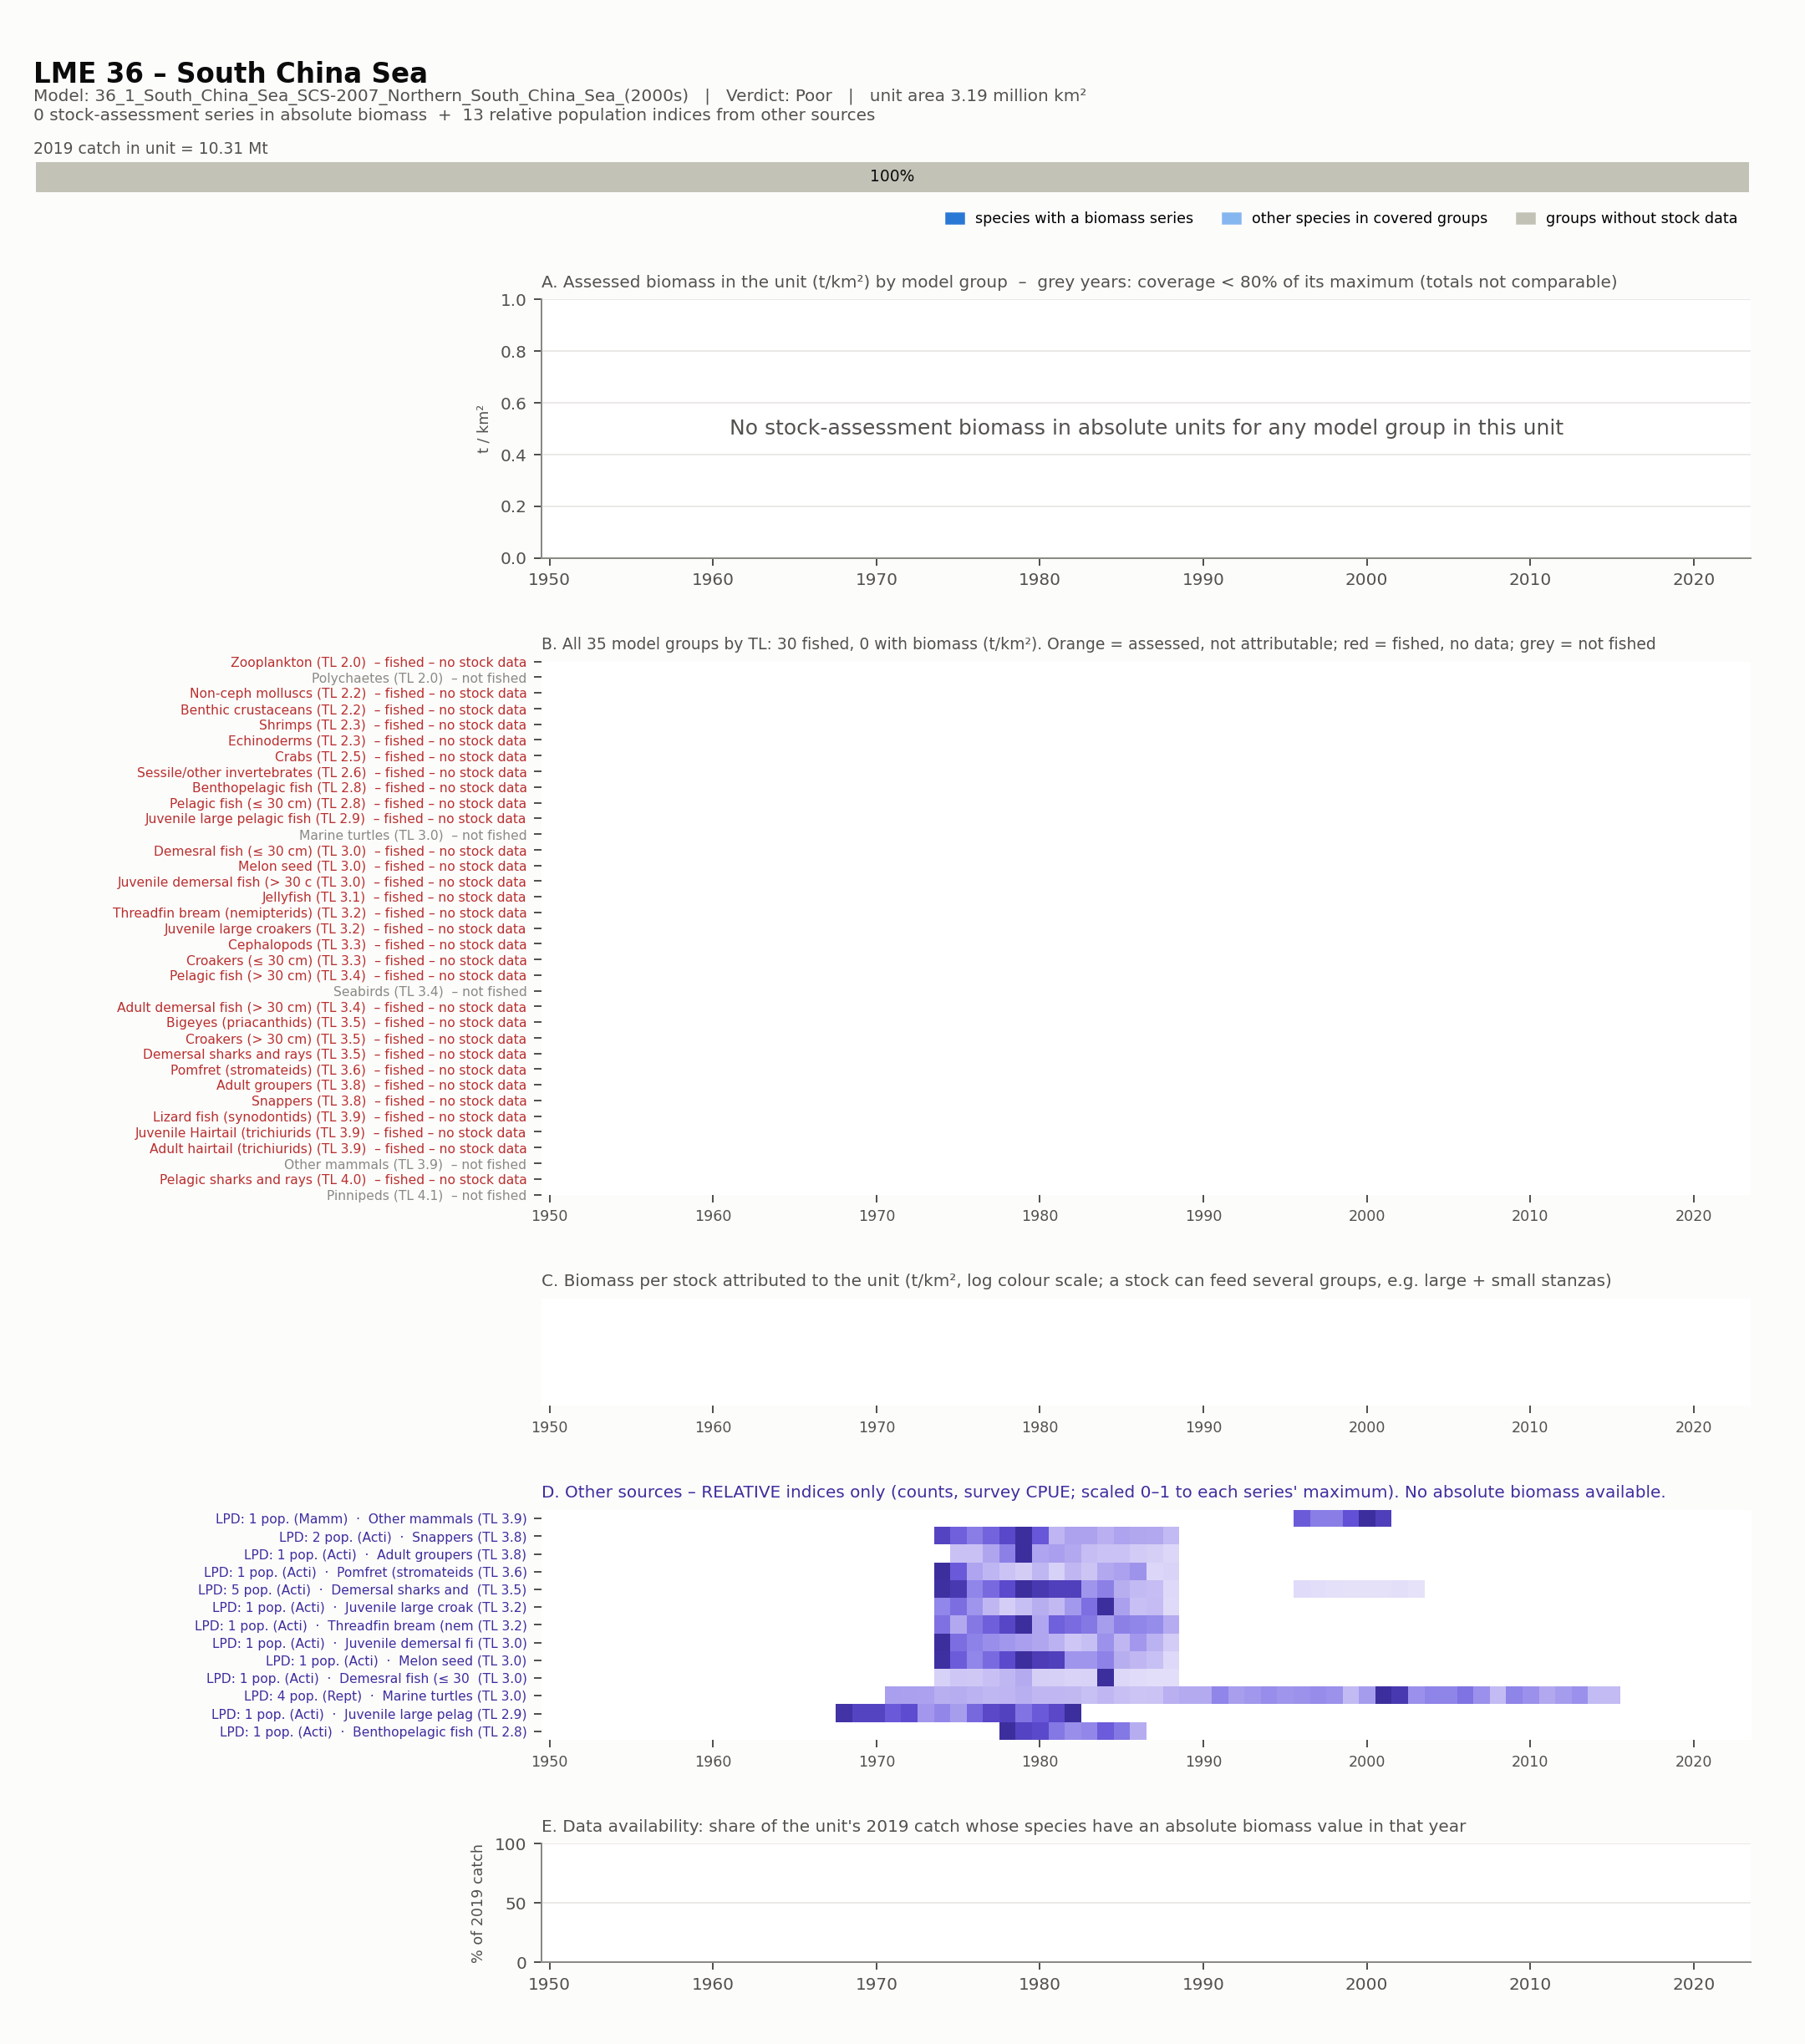 LME 36 – South China Sea
Model: 36_1_South_China_Sea_SCS-2007_Northern_South_China_Sea_(2000s)   |   Verdict: Poor   |   unit area 3.19 million km²
0 stock-assessment series in absolute biomass  +  13 relative population indices from other sources
2019 catch in unit = 10.31 Mt
100%
species with a biomass series   other species in covered groups   groups without stock data
A. Assessed biomass in the unit (t/km²) by model group  –  grey years: coverage < 80% of its maximum (totals not comparable)
t / km²
1.0
0.8
0.6
0.4
0.2
0.0
No stock-assessment biomass in absolute units for any model group in this unit
1950 1960 1970 1980 1990 2000 2010 2020
B. All 35 model groups by TL: 30 fished, 0 with biomass (t/km²). Orange = assessed, not attributable; red = fished, no data; grey = not fished
Zooplankton (TL 2.0)  – fished – no stock data
Polychaetes (TL 2.0)  – not fished
Non-ceph molluscs (TL 2.2)  – fished – no stock data
Benthic crustaceans (TL 2.2)  – fished – no stock data
Shrimps (TL 2.3)  – fished – no stock data
Echinoderms (TL 2.3)  – fished – no stock data
Crabs (TL 2.5)  – fished – no stock data
Sessile/other invertebrates (TL 2.6)  – fished – no stock data
Benthopelagic fish (TL 2.8)  – fished – no stock data
Pelagic fish (≤ 30 cm) (TL 2.8)  – fished – no stock data
Juvenile large pelagic fish (TL 2.9)  – fished – no stock data
Marine turtles (TL 3.0)  – not fished
Demesral fish (≤ 30 cm) (TL 3.0)  – fished – no stock data
Melon seed (TL 3.0)  – fished – no stock data
Juvenile demersal fish (> 30 c (TL 3.0)  – fished – no stock data
Jellyfish (TL 3.1)  – fished – no stock data
Threadfin bream (nemipterids) (TL 3.2)  – fished – no stock data
Juvenile large croakers (TL 3.2)  – fished – no stock data
Cephalopods (TL 3.3)  – fished – no stock data
Croakers (≤ 30 cm) (TL 3.3)  – fished – no stock data
Pelagic fish (> 30 cm) (TL 3.4)  – fished – no stock data
Seabirds (TL 3.4)  – not fished
Adult demersal fish (> 30 cm) (TL 3.4)  – fished – no stock data
Bigeyes (priacanthids) (TL 3.5)  – fished – no stock data
Croakers (> 30 cm) (TL 3.5)  – fished – no stock data
Demersal sharks and rays (TL 3.5)  – fished – no stock data
Pomfret (stromateids) (TL 3.6)  – fished – no stock data
Adult groupers (TL 3.8)  – fished – no stock data
Snappers (TL 3.8)  – fished – no stock data
Lizard fish (synodontids) (TL 3.9)  – fished – no stock data
Juvenile Hairtail (trichiurids (TL 3.9)  – fished – no stock data
Adult hairtail (trichiurids) (TL 3.9)  – fished – no stock data
Other mammals (TL 3.9)  – not fished
Pelagic sharks and rays (TL 4.0)  – fished – no stock data
Pinnipeds (TL 4.1)  – not fished
1950 1960 1970 1980 1990 2000 2010 2020
C. Biomass per stock attributed to the unit (t/km², log colour scale; a stock can feed several groups, e.g. large + small stanzas)
1950 1960 1970 1980 1990 2000 2010 2020
D. Other sources – RELATIVE indices only (counts, survey CPUE; scaled 0–1 to each series' maximum). No absolute biomass available.
LPD: 1 pop. (Mamm)  ·  Other mammals (TL 3.9)
LPD: 2 pop. (Acti)  ·  Snappers (TL 3.8)
LPD: 1 pop. (Acti)  ·  Adult groupers (TL 3.8)
LPD: 1 pop. (Acti)  ·  Pomfret (stromateids (TL 3.6)
LPD: 5 pop. (Acti)  ·  Demersal sharks and  (TL 3.5)
LPD: 1 pop. (Acti)  ·  Juvenile large croak (TL 3.2)
LPD: 1 pop. (Acti)  ·  Threadfin bream (nem (TL 3.2)
LPD: 1 pop. (Acti)  ·  Juvenile demersal fi (TL 3.0)
LPD: 1 pop. (Acti)  ·  Melon seed (TL 3.0)
LPD: 1 pop. (Acti)  ·  Demesral fish (≤ 30  (TL 3.0)
LPD: 4 pop. (Rept)  ·  Marine turtles (TL 3.0)
LPD: 1 pop. (Acti)  ·  Juvenile large pelag (TL 2.9)
LPD: 1 pop. (Acti)  ·  Benthopelagic fish (TL 2.8)
1950 1960 1970 1980 1990 2000 2010 2020
E. Data availability: share of the unit's 2019 catch whose species have an absolute biomass value in that year
% of 2019 catch
100
50
0
1950 1960 1970 1980 1990 2000 2010 2020